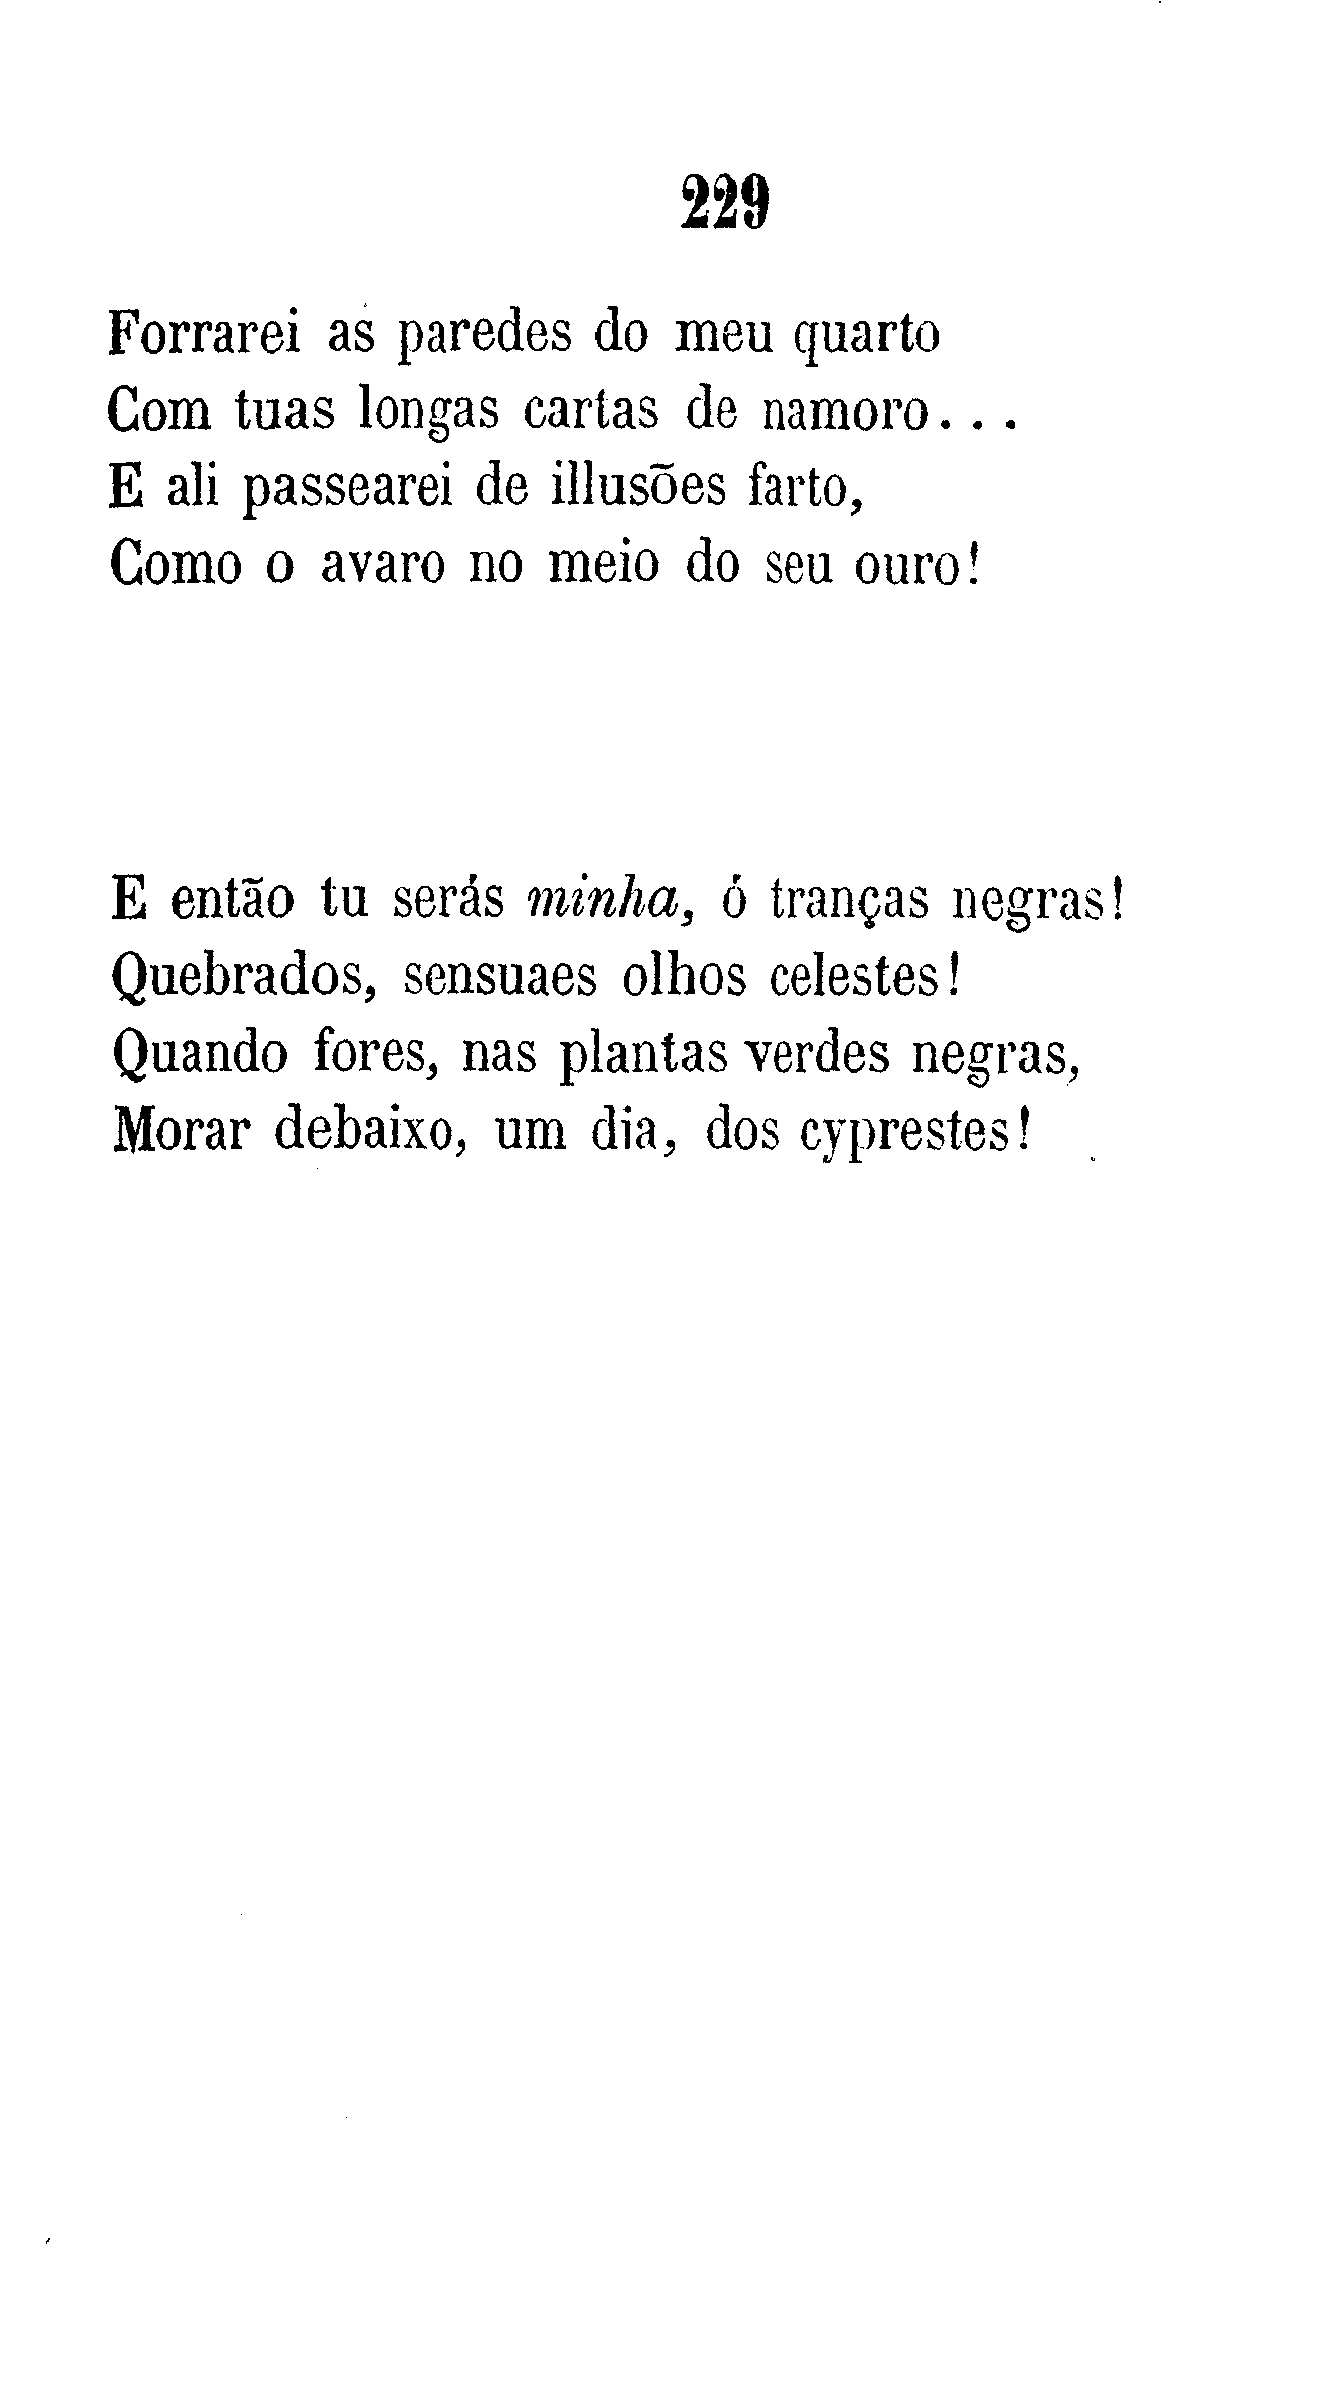 229
Forrarei as paredes do meu quarto
Com tuas longas cartas de namoro...
E ali passearei de illusões farto,
Como o avaro no meio do seu ouro!
E então tu serás minha, ó tranças negras!
Quebrados, sensuaes olhos celestes!
Quando fores, nas plantas verdes negras,
Morar debaixo, um dia, dos cyprestes!